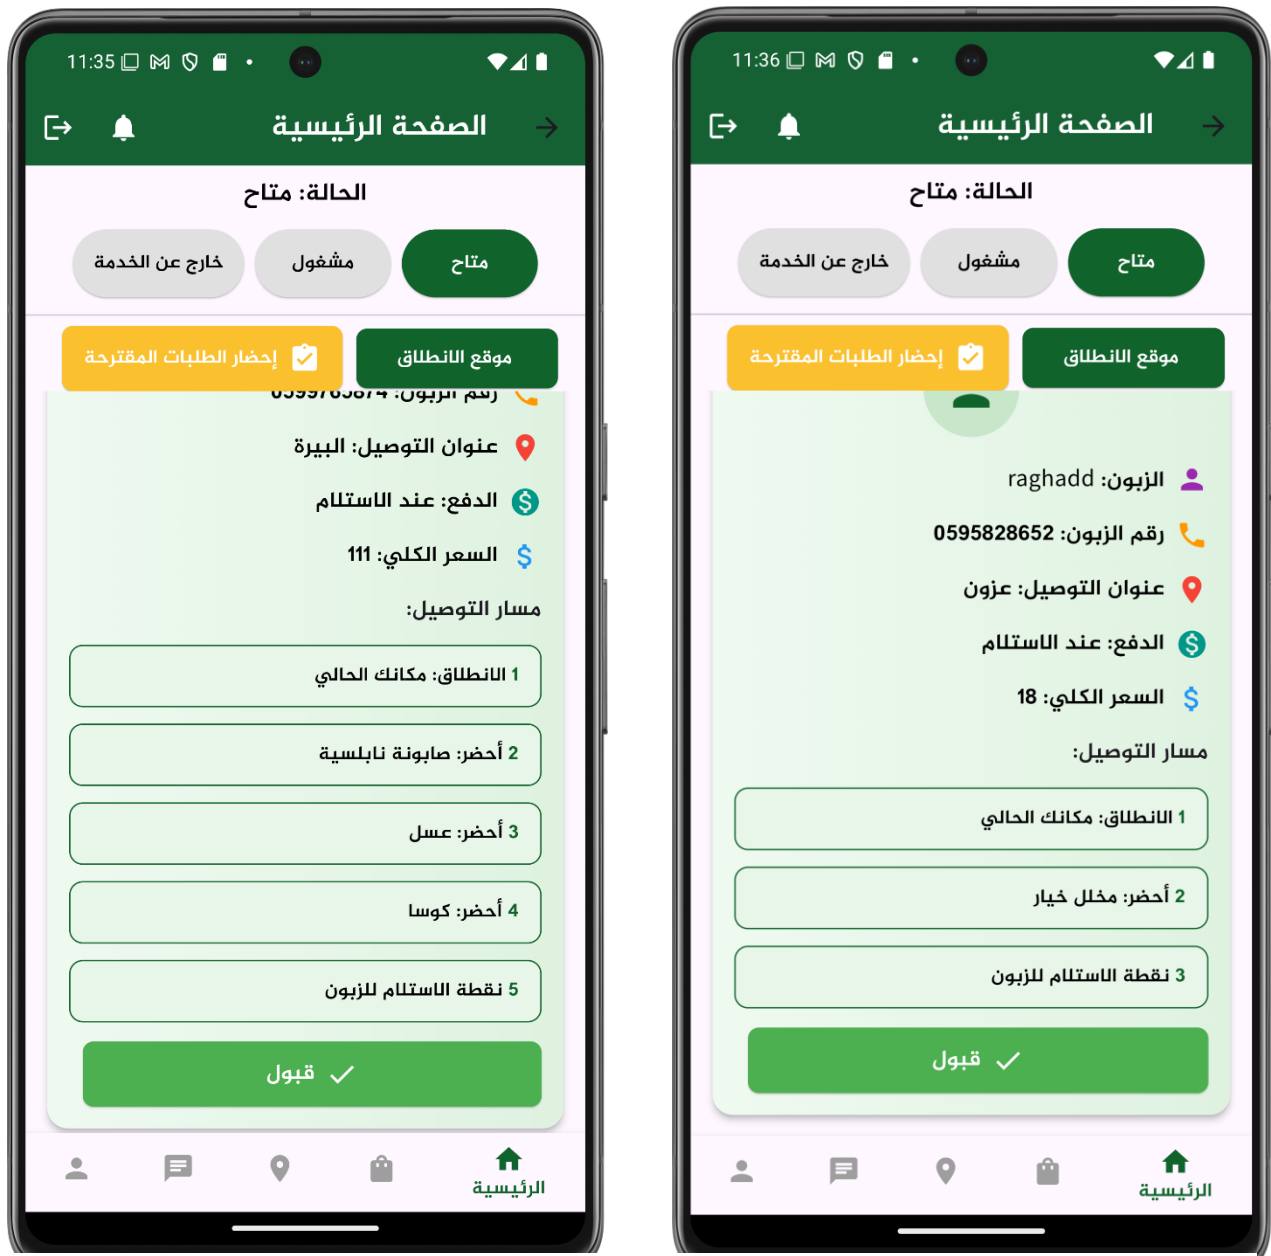 11:35
الصفحة الرئيسية
الحالة: متاح
متاح
مشغول
خارج عن الخدمة
موقع الانطلاق
إحضار الطلبات المقترحة
رقم الزبون: 0599765874
عنوان التوصيل: البيرة
الدفع: عند الاستلام
السعر الكلي: 111
مسار التوصيل:
1 الانطلاق: مكانك الحالي
2 أحضر: صابونة نابلسية
3 أحضر: عسل
4 أحضر: كوسا
5 نقطة الاستلام للزبون
قبول
الرئيسية
11:36
الصفحة الرئيسية
الحالة: متاح
متاح
مشغول
خارج عن الخدمة
موقع الانطلاق
إحضار الطلبات المقترحة
الزبون: raghadd
رقم الزبون: 0595828652
عنوان التوصيل: عزون
الدفع: عند الاستلام
السعر الكلي: 18
مسار التوصيل:
1 الانطلاق: مكانك الحالي
2 أحضر: مخلل خيار
3 نقطة الاستلام للزبون
قبول
الرئيسية